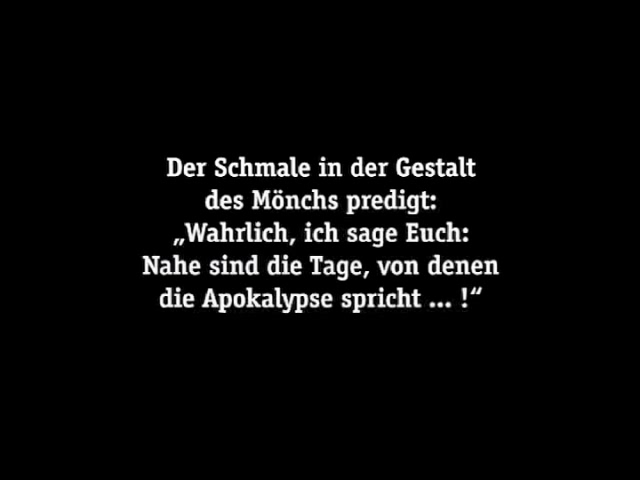 Der Schmale in der Gestalt
des Mönchs predigt:
„Wahrlich, ich sage Euch:
Nahe sind die Tage, von denen
die Apokalypse spricht ... !“